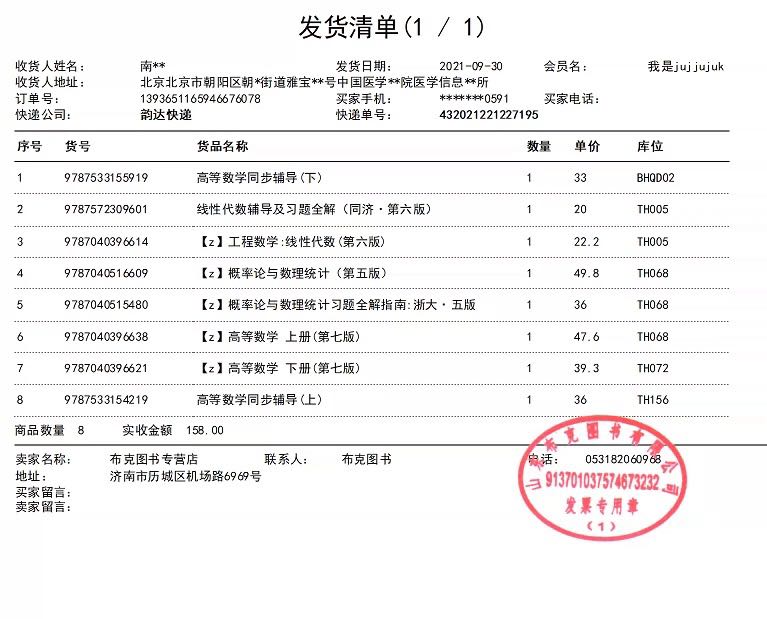 发货清单(1 / 1)
收货人姓名： 南** 发货日期： 2021-09-30 会员名： 我是jujjujuk
收货人地址： 北京北京市朝阳区朝*街道雅宝**号中国医学**院医学信息**所
订单号： 1393651165946676078 买家手机： *******0591 买家电话：
快递公司： 韵达快递 快递单号： 432021221227195
序号 货号 货品名称 数量 单价 库位
1 9787533155919 高等数学同步辅导(下) 1 33 BHQD02
2 9787572309601 线性代数辅导及习题全解（同济·第六版） 1 20 TH005
3 9787040396614 【z】工程数学:线性代数(第六版) 1 22.2 TH005
4 9787040516609 【z】概率论与数理统计（第五版） 1 49.8 TH068
5 9787040515480 【z】概率论与数理统计习题全解指南:浙大·五版 1 36 TH068
6 9787040396638 【z】高等数学 上册(第七版) 1 47.6 TH068
7 9787040396621 【z】高等数学 下册(第七版) 1 39.3 TH072
8 9787533154219 高等数学同步辅导(上) 1 36 TH156
商品数量 8 实收金额 158.00
卖家名称： 布克图书专营店 联系人： 布克图书 电话： 053182060968
地址： 济南市历城区机场路6969号
买家留言：
卖家留言：
山东布克图书有限公司
913701037574673232
发票专用章
(1)